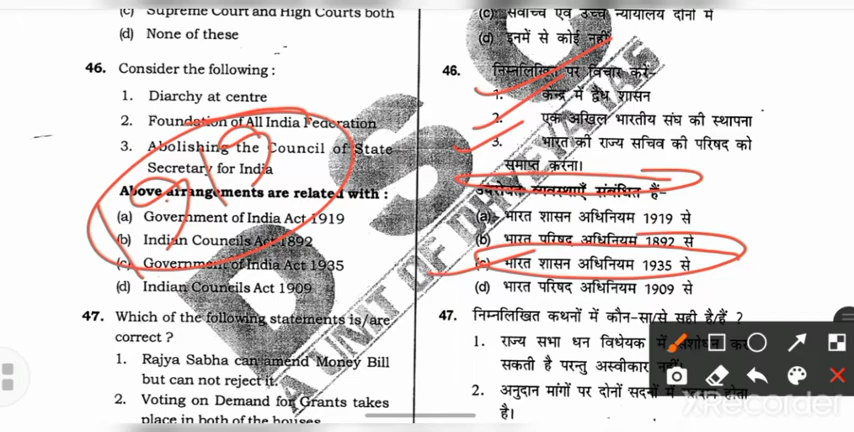 (c) Supreme Court and High Courts both
(d) None of these
46. Consider the following :
1. Diarchy at centre
2. Foundation of All India Federation
3. Abolishing the Council of State
Secretary for India
Above arrangements are related with :
(a) Government of India Act 1919
(b) Indian Councils Act 1892
(c) Government of India Act 1935
(d) Indian Councils Act 1909
47. Which of the following statements is/are
correct ?
1. Rajya Sabha can amend Money Bill
but can not reject it.
2. Voting on Demand for Grants takes
place in both of the houses
(c) सर्वोच्च एवं उच्च न्यायालय दोनों में
(d) इनमें से कोई नहीं
46. निम्नलिखित पर विचार करें-
1. केन्द्र में द्वैध शासन
2. एक अखिल भारतीय संघ की स्थापना
3. भारत की राज्य सचिव की परिषद को
समाप्त करना।
उपरोक्त व्यवस्थाएँ संबंधित हैं-
(a) भारत शासन अधिनियम 1919 से
(b) भारत परिषद अधिनियम 1892 से
(c) भारत शासन अधिनियम 1935 से
(d) भारत परिषद अधिनियम 1909 से
47. निम्नलिखित कथनों में कौन-सा/से सही है/हैं ?
1. राज्य सभा धन विधेयक में
सकती है परन्तु अस्वीकार
2. अनुदान मांगों पर दोनों सदनों
है।
1919
DSO
A UNIT OF DHYEYA IAS
XRecorder